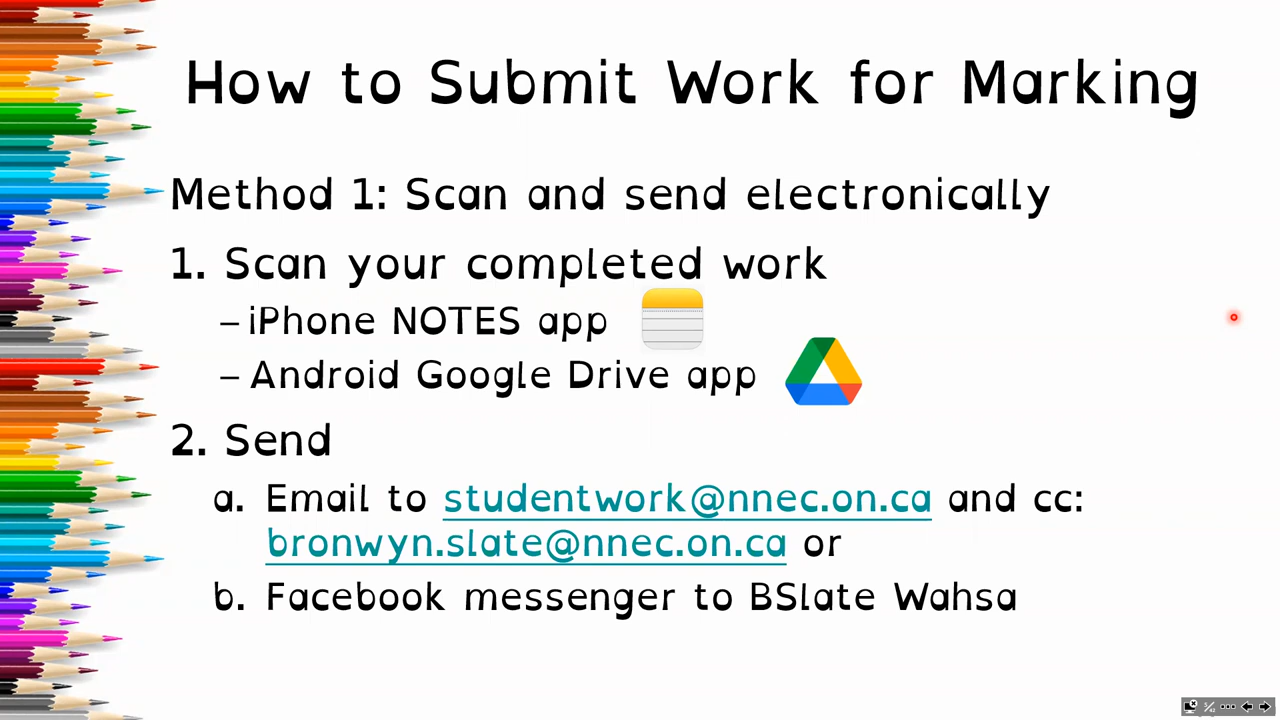 How to Submit Work for Marking
Method 1: Scan and send electronically
1. Scan your completed work
– iPhone NOTES app
– Android Google Drive app
2. Send
a. Email to studentwork@nnec.on.ca and cc:
bronwyn.slate@nnec.on.ca or
b. Facebook messenger to BSlate Wahsa